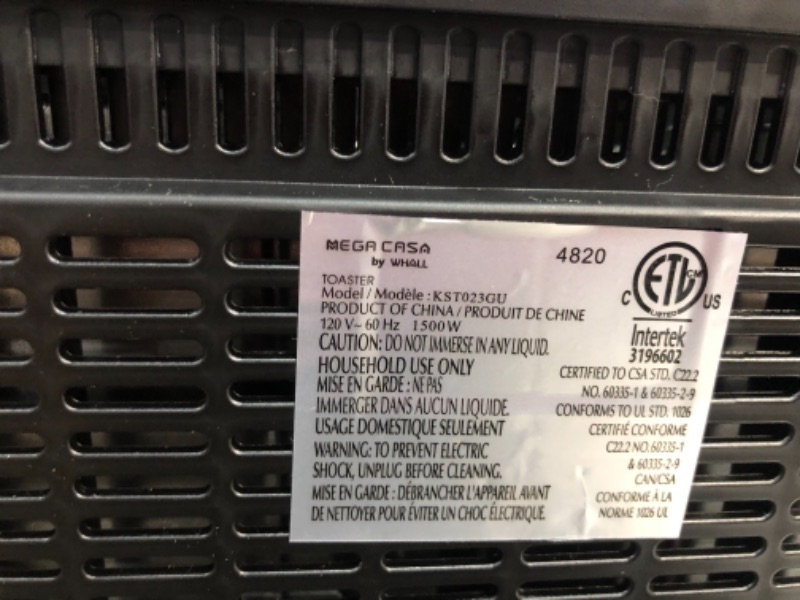 MEGA CASA
by WHALL
4820
TOASTER
Model / Modèle : KST023GU
PRODUCT OF CHINA / PRODUIT DE CHINE
120 V~ 60 Hz 1500W
CAUTION: DO NOT IMMERSE IN ANY LIQUID.
HOUSEHOLD USE ONLY
MISE EN GARDE : NE PAS
IMMERGER DANS AUCUN LIQUIDE.
USAGE DOMESTIQUE SEULEMENT
WARNING: TO PREVENT ELECTRIC
SHOCK, UNPLUG BEFORE CLEANING.
MISE EN GARDE : DÉBRANCHER L'APPAREIL AVANT
DE NETTOYER POUR ÉVITER UN CHOC ÉLECTRIQUE.
ETL CM
LISTED
C US
Intertek
3196602
CERTIFIED TO CSA STD. C22.2
NO. 60335-1 & 60335-2-9
CONFORMS TO UL STD. 1026
CERTIFIÉ CONFORME
C22.2 NO. 60335-1
& 60335-2-9
CAN/CSA
CONFORME À LA
NORME 1026 UL